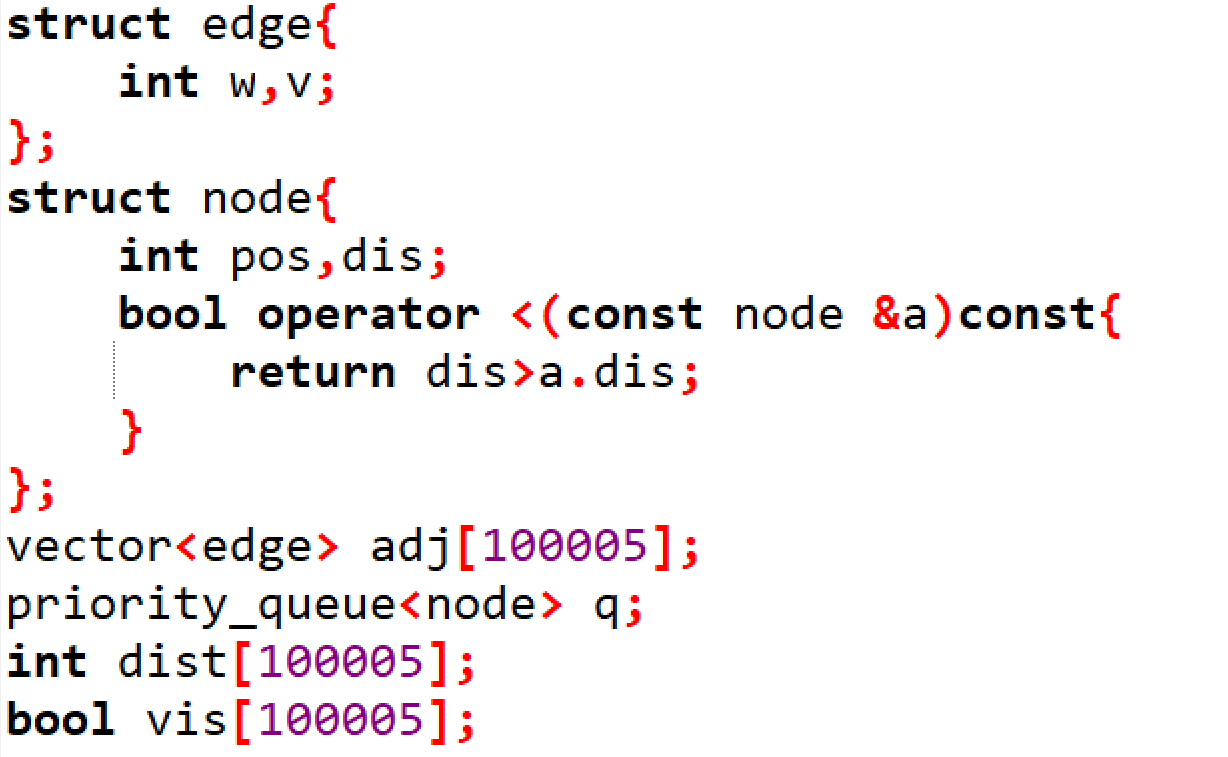 struct edge{
    int w,v;
};
struct node{
    int pos,dis;
    bool operator <(const node &a)const{
        return dis>a.dis;
    }
};
vector<edge> adj[100005];
priority_queue<node> q;
int dist[100005];
bool vis[100005];